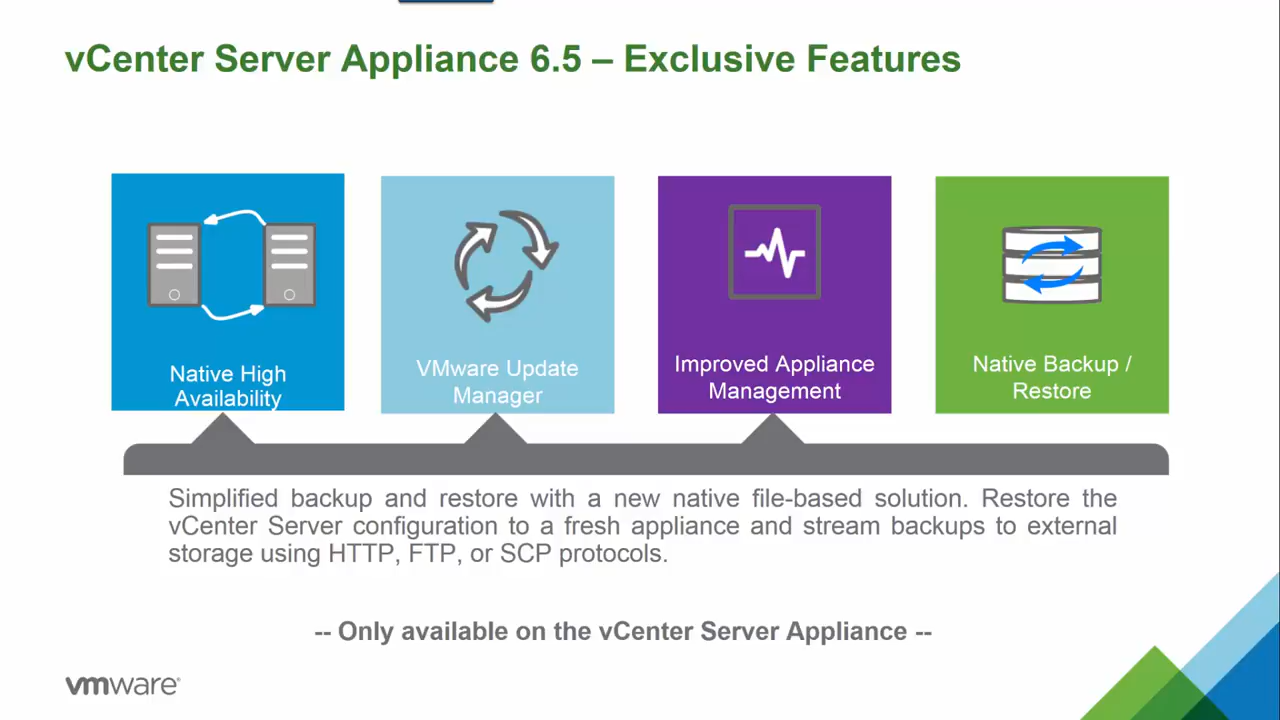 vCenter Server Appliance 6.5 – Exclusive Features
Native High
Availability
VMware Update
Manager
Improved Appliance
Management
Native Backup /
Restore
Simplified backup and restore with a new native file-based solution. Restore the
vCenter Server configuration to a fresh appliance and stream backups to external
storage using HTTP, FTP, or SCP protocols.
-- Only available on the vCenter Server Appliance --
vmware®